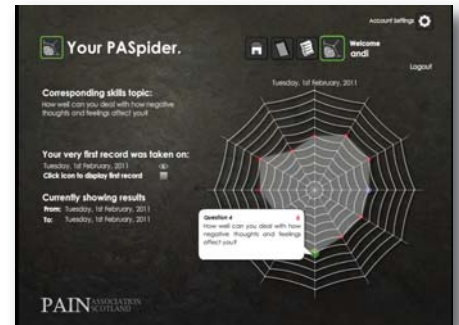 Account Settings
Your PASpider.
Welcome
andi
Logout
Tuesday, 1st February, 2011
Corresponding skills topic:
How well can you deal with how negative
thoughts and feelings affect you?
Your very first record was taken on:
Tuesday, 1st February, 2011
Click icon to display first record
Currently showing results
From: Tuesday, 1st February, 2011
To: Tuesday, 1st February, 2011
Question 4
How well can you deal with how
negative thoughts and feelings
affect you?
PAIN ASSOCIATION
SCOTLAND